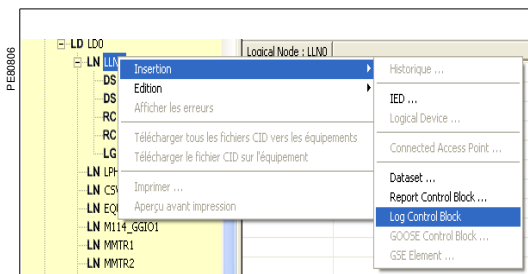 PE80806
LD LD0
LN LLN
DS
DS
RC
RC
LG
LN LPH
LN CSW
LN EQ
LN M114_GGIO1
LN MMTR1
LN MMTR2
Logical Node : LLN0
Insertion
Edition
Afficher les erreurs
Télécharger tous les fichiers CID vers les équipements
Télécharger le fichier CID sur l'équipement
Imprimer ...
Aperçu avant impression
Historique ...
IED ...
Logical Device ...
Connected Access Point ...
Dataset ...
Report Control Block ...
Log Control Block
GOOSE Control Block ...
GSE Element ...